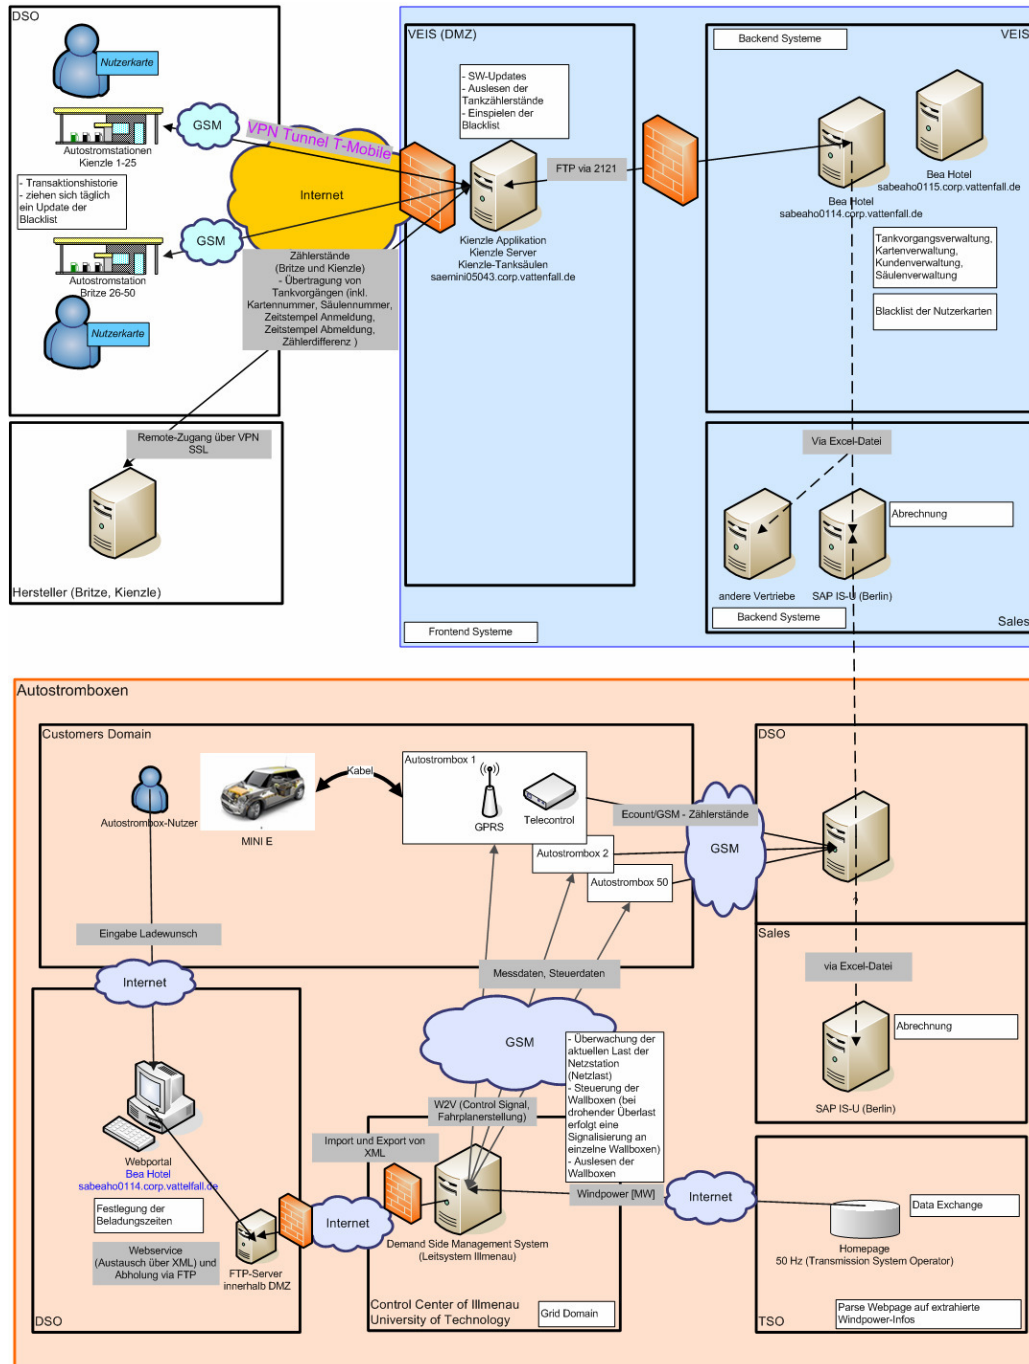 DSO
Nutzerkarte
GSM
Autostromstationen
Kienzle 1-25
- Transaktionshistorie
- ziehen sich täglich
ein Update der
Blacklist
GSM
Autostromstation
Britze 26-50
Nutzerkarte
VPN Tunnel T-Mobile
Internet
Zählerstände
(Britze und Kienzle)
- Übertragung von
Tankvorgängen (inkl.
Kartennummer, Säulennummer,
Zeitstempel Anmeldung,
Zeitstempel Abmeldung,
Zählerdifferenz )
Remote-Zugang über VPN
SSL
Hersteller (Britze, Kienzle)
VEIS (DMZ)
- SW-Updates
- Auslesen der
Tankzählerstände
- Einspielen der
Blacklist
FTP via 2121
Kienzle Applikation
Kienzle Server
Kienzle-Tanksäulen
saemini05043.corp.vattenfall.de
Frontend Systeme
Backend Systeme
VEIS
Bea Hotel
sabeaho0115.corp.vattenfall.de
Bea Hotel
sabeaho0114.corp.vattenfall.de
Tankvorgangsverwaltung,
Kartenverwaltung,
Kundenverwaltung,
Säulenverwaltung
Blacklist der Nutzerkarten
Via Excel-Datei
Abrechnung
andere Vertriebe
SAP IS-U (Berlin)
Backend Systeme
Sales
Autostromboxen
Customers Domain
Autostrombox-Nutzer
MINI E
Kabel
Autostrombox 1
GPRS
Telecontrol
Autostrombox 2
Autostrombox 50
Ecount/GSM - Zählerstände
GSM
DSO
?
Eingabe Ladewunsch
Internet
Messdaten, Steuerdaten
GSM
Sales
via Excel-Datei
Abrechnung
SAP IS-U (Berlin)
- Überwachung der
aktuellen Last der
Netzstation
(Netzlast)
- Steuerung der
Wallboxen (bei
drohender Überlast
erfolgt eine
Signalisierung an
einzelne Wallboxen)
- Auslesen der
Wallboxen
W2V (Control Signal,
Fahrplanerstellung)
Import und Export von
XML
Webportal
Bea Hotel
sabeaho0114.corp.vattelfall.de
Festlegung der
Beladungszeiten
Webservice
(Austausch über XML) und
Abholung via FTP
FTP-Server
innerhalb DMZ
DSO
Internet
Demand Side Management System
(Leitsystem Illmenau)
Control Center of Illmenau
University of Technology
Grid Domain
Windpower [MW]
Internet
Data Exchange
Homepage
50 Hz (Transmission System Operator)
Parse Webpage auf extrahierte
Windpower-Infos
TSO